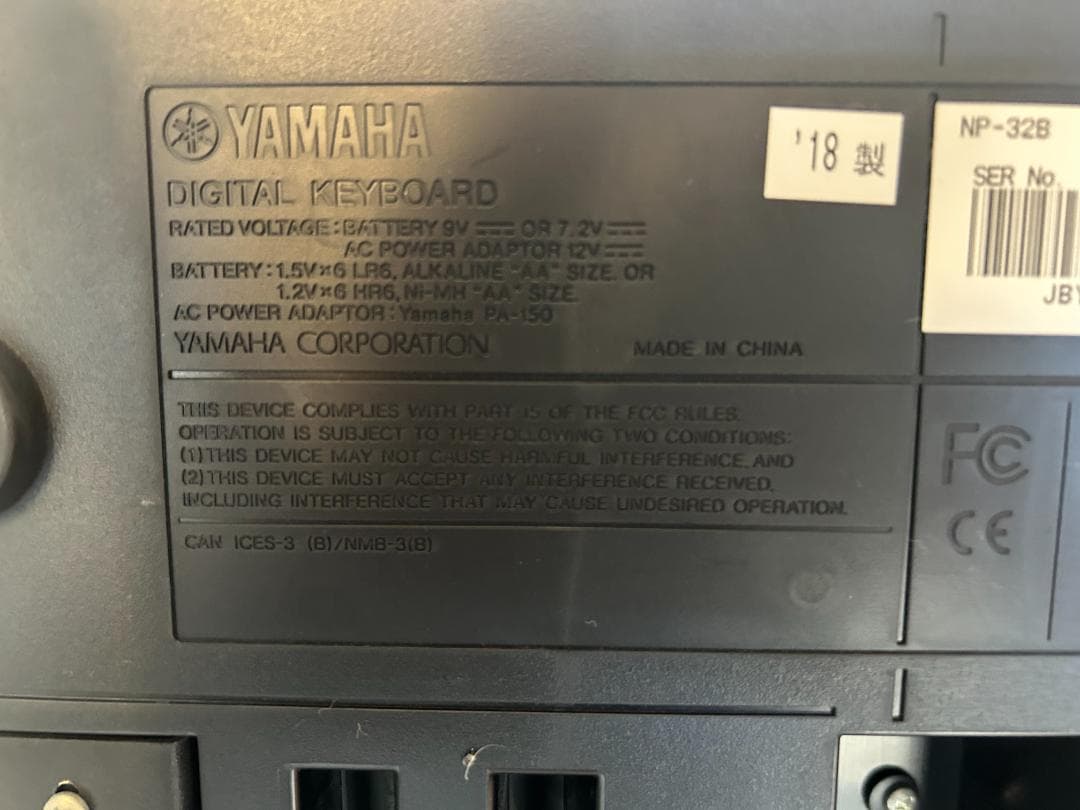 YAMAHA
DIGITAL KEYBOARD
RATED VOLTAGE : BATTERY 9V ⎓ OR 7.2V ⎓
AC POWER ADAPTOR 12V ⎓
BATTERY : 1.5V×6 LR6, ALKALINE "AA" SIZE. OR
1.2V×6 HR6, Ni-MH "AA" SIZE.
AC POWER ADAPTOR : Yamaha PA-150
YAMAHA CORPORATION
MADE IN CHINA
'18 製
NP-32B
SER No.
JBY
THIS DEVICE COMPLIES WITH PART 15 OF THE FCC RULES.
OPERATION IS SUBJECT TO THE FOLLOWING TWO CONDITIONS:
(1) THIS DEVICE MAY NOT CAUSE HARMFUL INTERFERENCE, AND
(2) THIS DEVICE MUST ACCEPT ANY INTERFERENCE RECEIVED,
INCLUDING INTERFERENCE THAT MAY CAUSE UNDESIRED OPERATION.
CAN ICES-3 (B)/NMB-3(B)
FC
CE